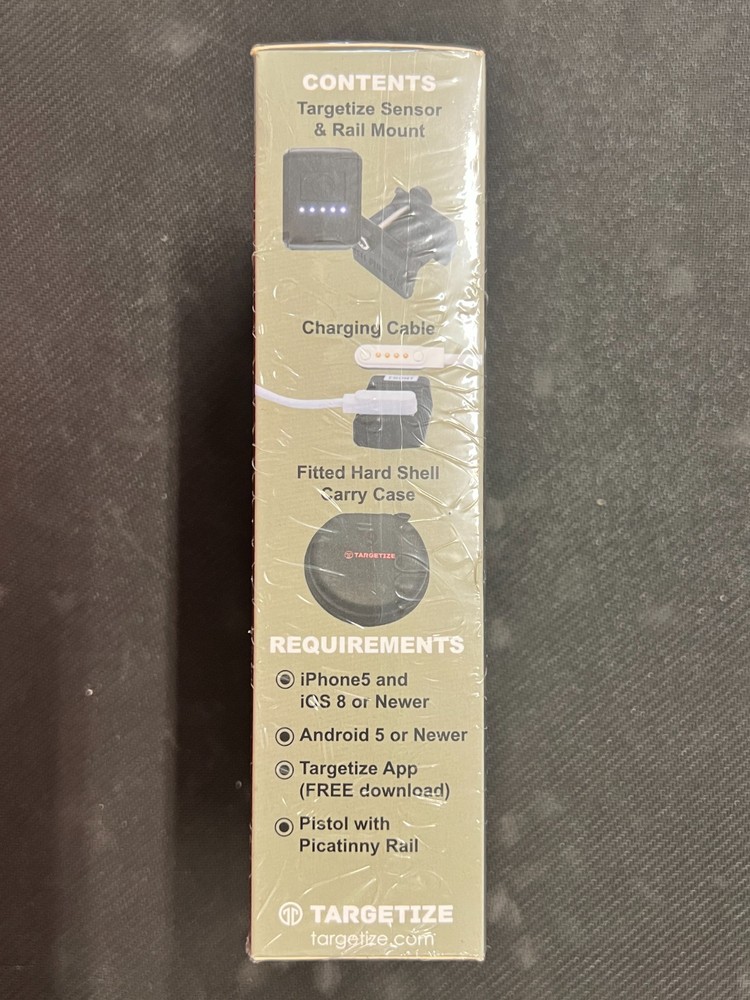 CONTENTS
Targetize Sensor
& Rail Mount
Charging Cable
Fitted Hard Shell
Carry Case
TARGETIZE
REQUIREMENTS
iPhone5 and
iOS 8 or Newer
Android 5 or Newer
Targetize App
(FREE download)
Pistol with
Picatinny Rail
TARGETIZE
targetize.com